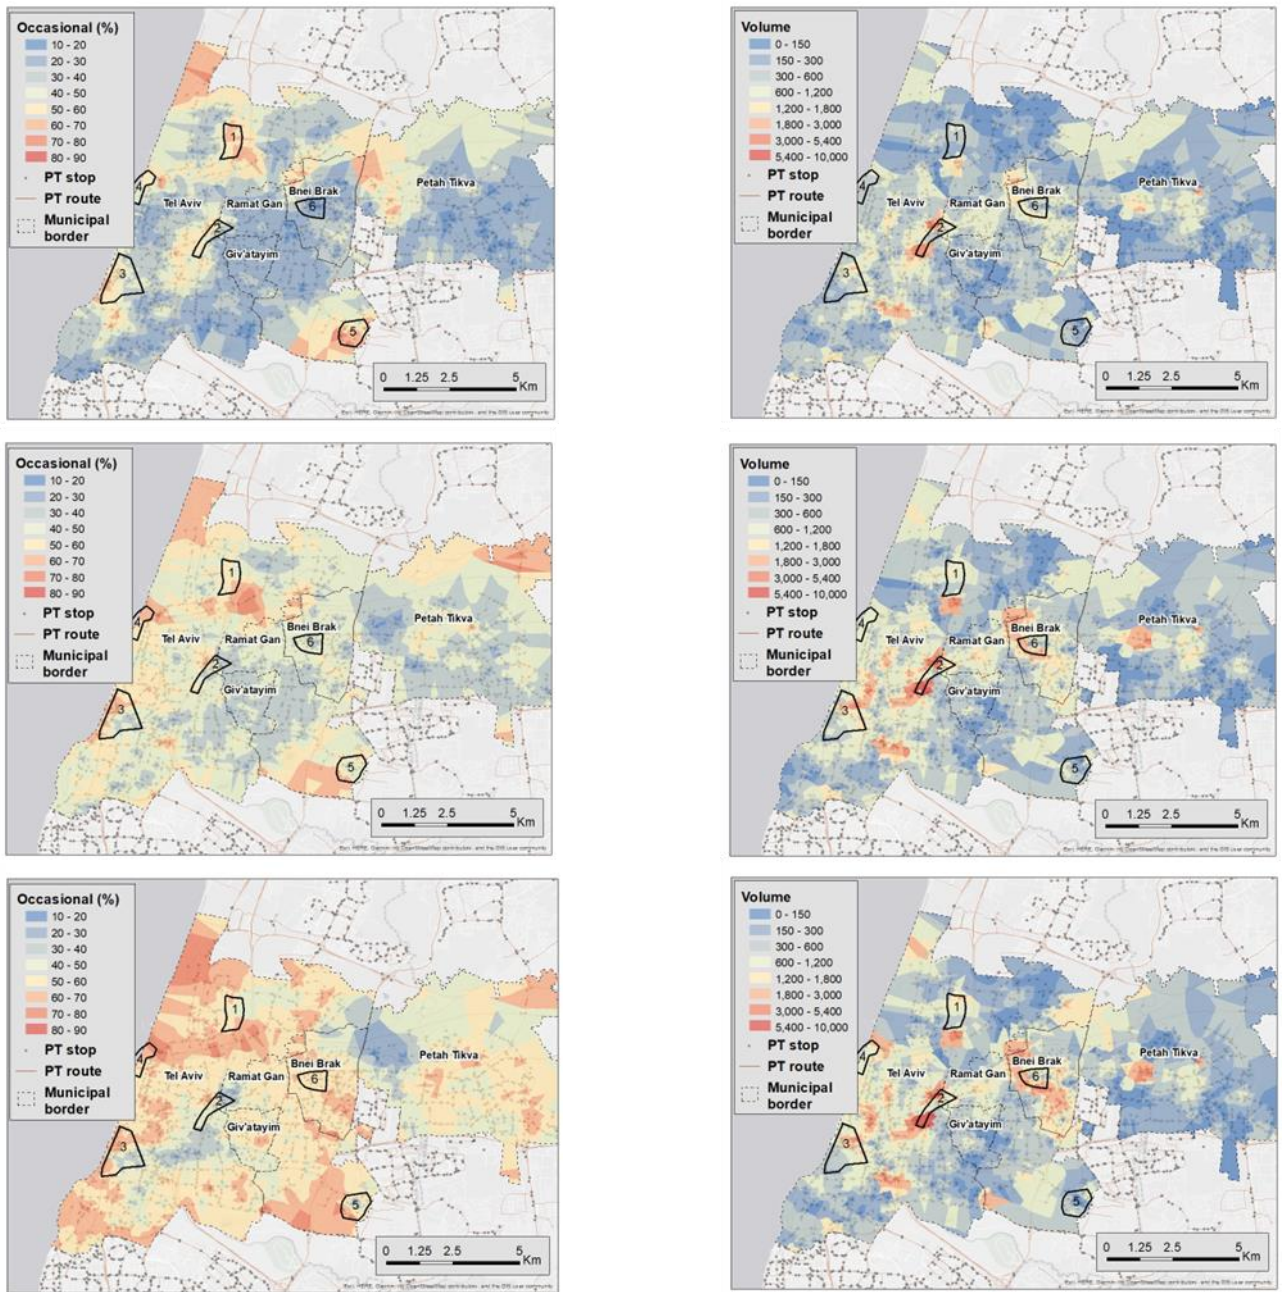 Occasional (%)
10 - 20
20 - 30
30 - 40
40 - 50
50 - 60
60 - 70
70 - 80
80 - 90
PT stop
PT route
Municipal
border
1
4
Tel Aviv
Ramat Gan
Bnei Brak
6
Petah Tikva
2
Giv'atayim
3
5
0 1.25 2.5 5
Km
Volume
0 - 150
150 - 300
300 - 600
600 - 1,200
1,200 - 1,800
1,800 - 3,000
3,000 - 5,400
5,400 - 10,000
PT stop
PT route
Municipal
border
1
4
Tel Aviv
Ramat Gan
Bnei Brak
6
Petah Tikva
2
Giv'atayim
3
5
0 1.25 2.5 5
Km
Occasional (%)
10 - 20
20 - 30
30 - 40
40 - 50
50 - 60
60 - 70
70 - 80
80 - 90
PT stop
PT route
Municipal
border
1
4
Tel Aviv
Ramat Gan
Bnei Brak
6
Petah Tikva
2
Giv'atayim
3
5
0 1.25 2.5 5
Km
Volume
0 - 150
150 - 300
300 - 600
600 - 1,200
1,200 - 1,800
1,800 - 3,000
3,000 - 5,400
5,400 - 10,000
PT stop
PT route
Municipal
border
1
4
Tel Aviv
Ramat Gan
Bnei Brak
6
Petah Tikva
2
Giv'atayim
3
5
0 1.25 2.5 5
Km
Occasional (%)
10 - 20
20 - 30
30 - 40
40 - 50
50 - 60
60 - 70
70 - 80
80 - 90
PT stop
PT route
Municipal
border
1
4
Tel Aviv
Ramat Gan
Bnei Brak
6
Petah Tikva
2
Giv'atayim
3
5
0 1.25 2.5 5
Km
Volume
0 - 150
150 - 300
300 - 600
600 - 1,200
1,200 - 1,800
1,800 - 3,000
3,000 - 5,400
5,400 - 10,000
PT stop
PT route
Municipal
border
1
4
Tel Aviv
Ramat Gan
Bnei Brak
6
Petah Tikva
2
Giv'atayim
3
5
0 1.25 2.5 5
Km